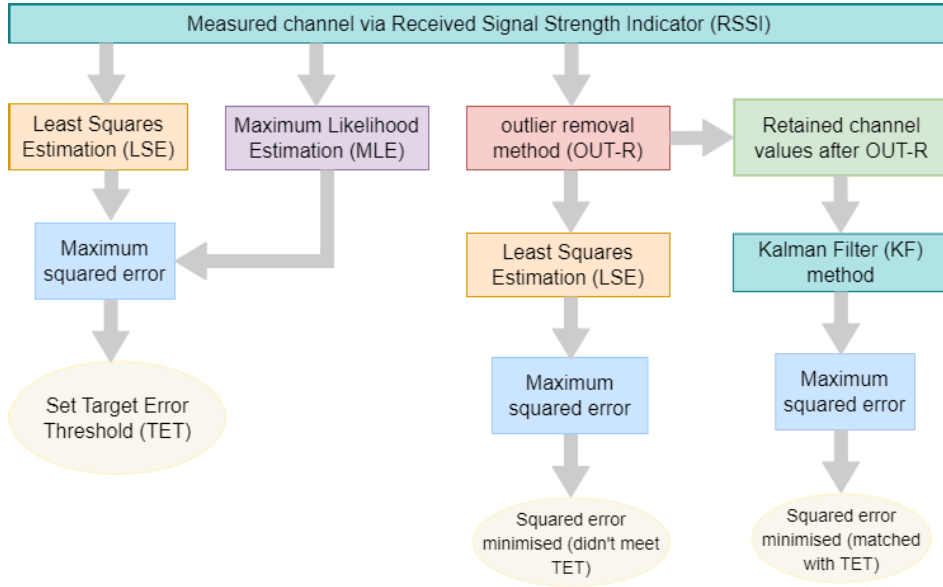 Measured channel via Received Signal Strength Indicator (RSSI)
Least Squares
Estimation (LSE)
Maximum Likelihood
Estimation (MLE)
outlier removal
method (OUT-R)
Retained channel
values after OUT-R
Maximum
squared error
Least Squares
Estimation (LSE)
Kalman Filter (KF)
method
Set Target Error
Threshold (TET)
Maximum
squared error
Maximum
squared error
Squared error
minimised (didn't meet
TET)
Squared error
minimised (matched
with TET)